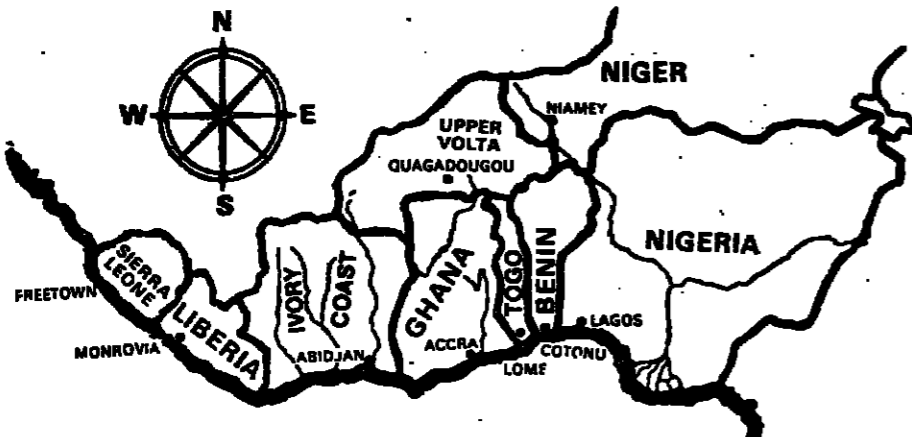 N
W E
S
NIGER
NIAMEY
UPPER
VOLTA
OUAGADOUGOU
NIGERIA
SIERRA
LEONE
FREETOWN
LIBERIA
MONROVIA
IVORY
COAST
ABIDJAN
GHANA
ACCRA
TOGO
LOME
BENIN
COTONU
LAGOS